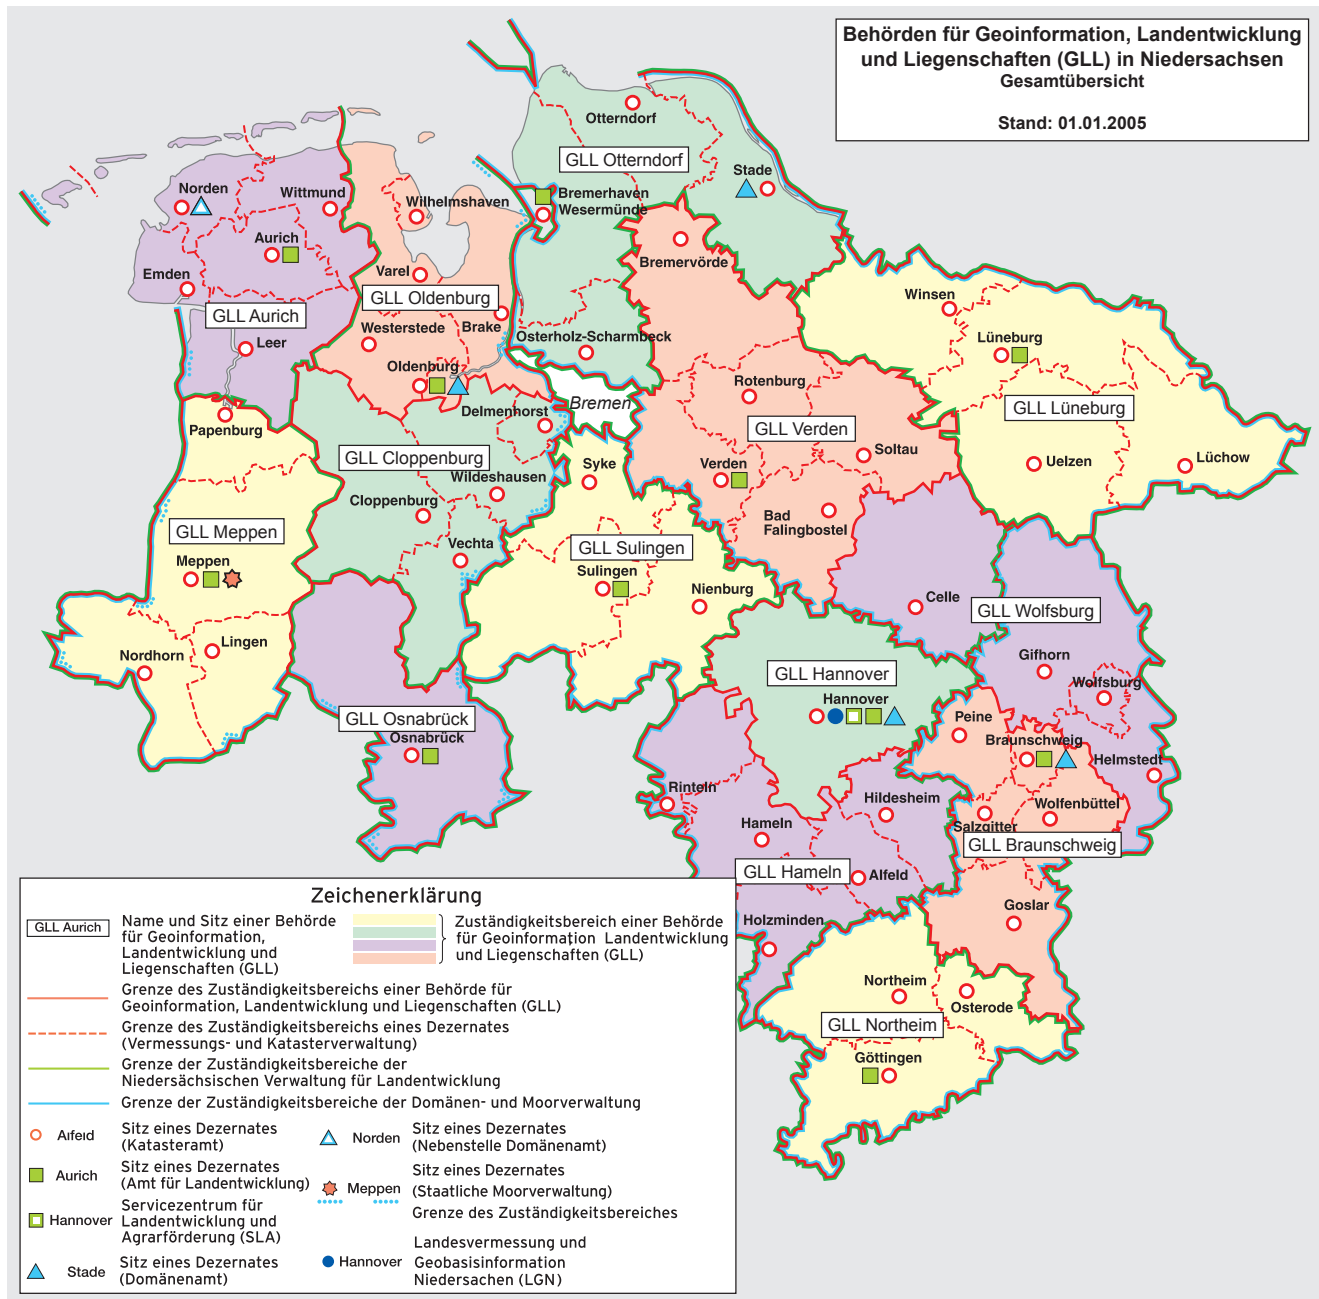 Behörden für Geoinformation, Landentwicklung
und Liegenschaften (GLL) in Niedersachsen
Gesamtübersicht
Stand: 01.01.2005
Otterndorf
GLL Otterndorf
Stade
Norden
Wittmund
Bremerhaven
Wesermünde
Wilhelmshaven
Aurich
Bremervörde
Emden
Varel
GLL Oldenburg
Winsen
GLL Aurich
Westerstede
Brake
Osterholz-Scharmbeck
Lüneburg
Leer
Oldenburg
Rotenburg
Bremen
Delmenhorst
GLL Lüneburg
Papenburg
GLL Verden
GLL Cloppenburg
Soltau
Syke
Verden
Uelzen
Lüchow
Wildeshausen
Cloppenburg
Bad
Falingbostel
GLL Meppen
Vechta
GLL Sulingen
Meppen
Sulingen
Nienburg
Celle
GLL Wolfsburg
Lingen
Nordhorn
Gifhorn
GLL Hannover
Wolfsburg
Hannover
GLL Osnabrück
Osnabrück
Peine
Braunschweig
Helmstedt
Rinteln
Hildesheim
Wolfenbüttel
Hameln
Salzgitter
GLL Braunschweig
GLL Hameln
Alfeld
Goslar
Holzminden
Northeim
Osterode
GLL Northeim
Göttingen
Zeichenerklärung
GLL Aurich
Name und Sitz einer Behörde
für Geoinformation,
Landentwicklung und
Liegenschaften (GLL)
Zuständigkeitsbereich einer Behörde
für Geoinformation, Landentwicklung
und Liegenschaften (GLL)
Grenze des Zuständigkeitsbereichs einer Behörde für
Geoinformation, Landentwicklung und Liegenschaften (GLL)
Grenze des Zuständigkeitsbereichs eines Dezernates
(Vermessungs- und Katasterverwaltung)
Grenze der Zuständigkeitsbereiche der
Niedersächsischen Verwaltung für Landentwicklung
Grenze der Zuständigkeitsbereiche der Domänen- und Moorverwaltung
Alfeld
Sitz eines Dezernates
(Katasteramt)
Aurich
Sitz eines Dezernates
(Amt für Landentwicklung)
Hannover
Servicezentrum für
Landentwicklung und
Agrarförderung (SLA)
Stade
Sitz eines Dezernates
(Domänenamt)
Norden
Sitz eines Dezernates
(Nebenstelle Domänenamt)
Meppen
Sitz eines Dezernates
(Staatliche Moorverwaltung)
Grenze des Zuständigkeitsbereiches
Hannover
Landesvermessung und
Geobasisinformation
Niedersachen (LGN)